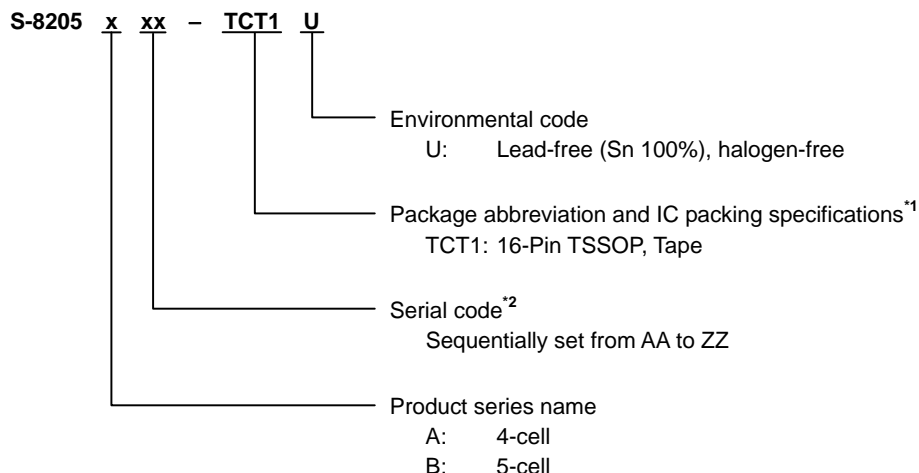 S-8205 x xx – TCT1 U
Environmental code
U: Lead-free (Sn 100%), halogen-free
Package abbreviation and IC packing specifications*1
TCT1: 16-Pin TSSOP, Tape
Serial code*2
Sequentially set from AA to ZZ
Product series name
A: 4-cell
B: 5-cell